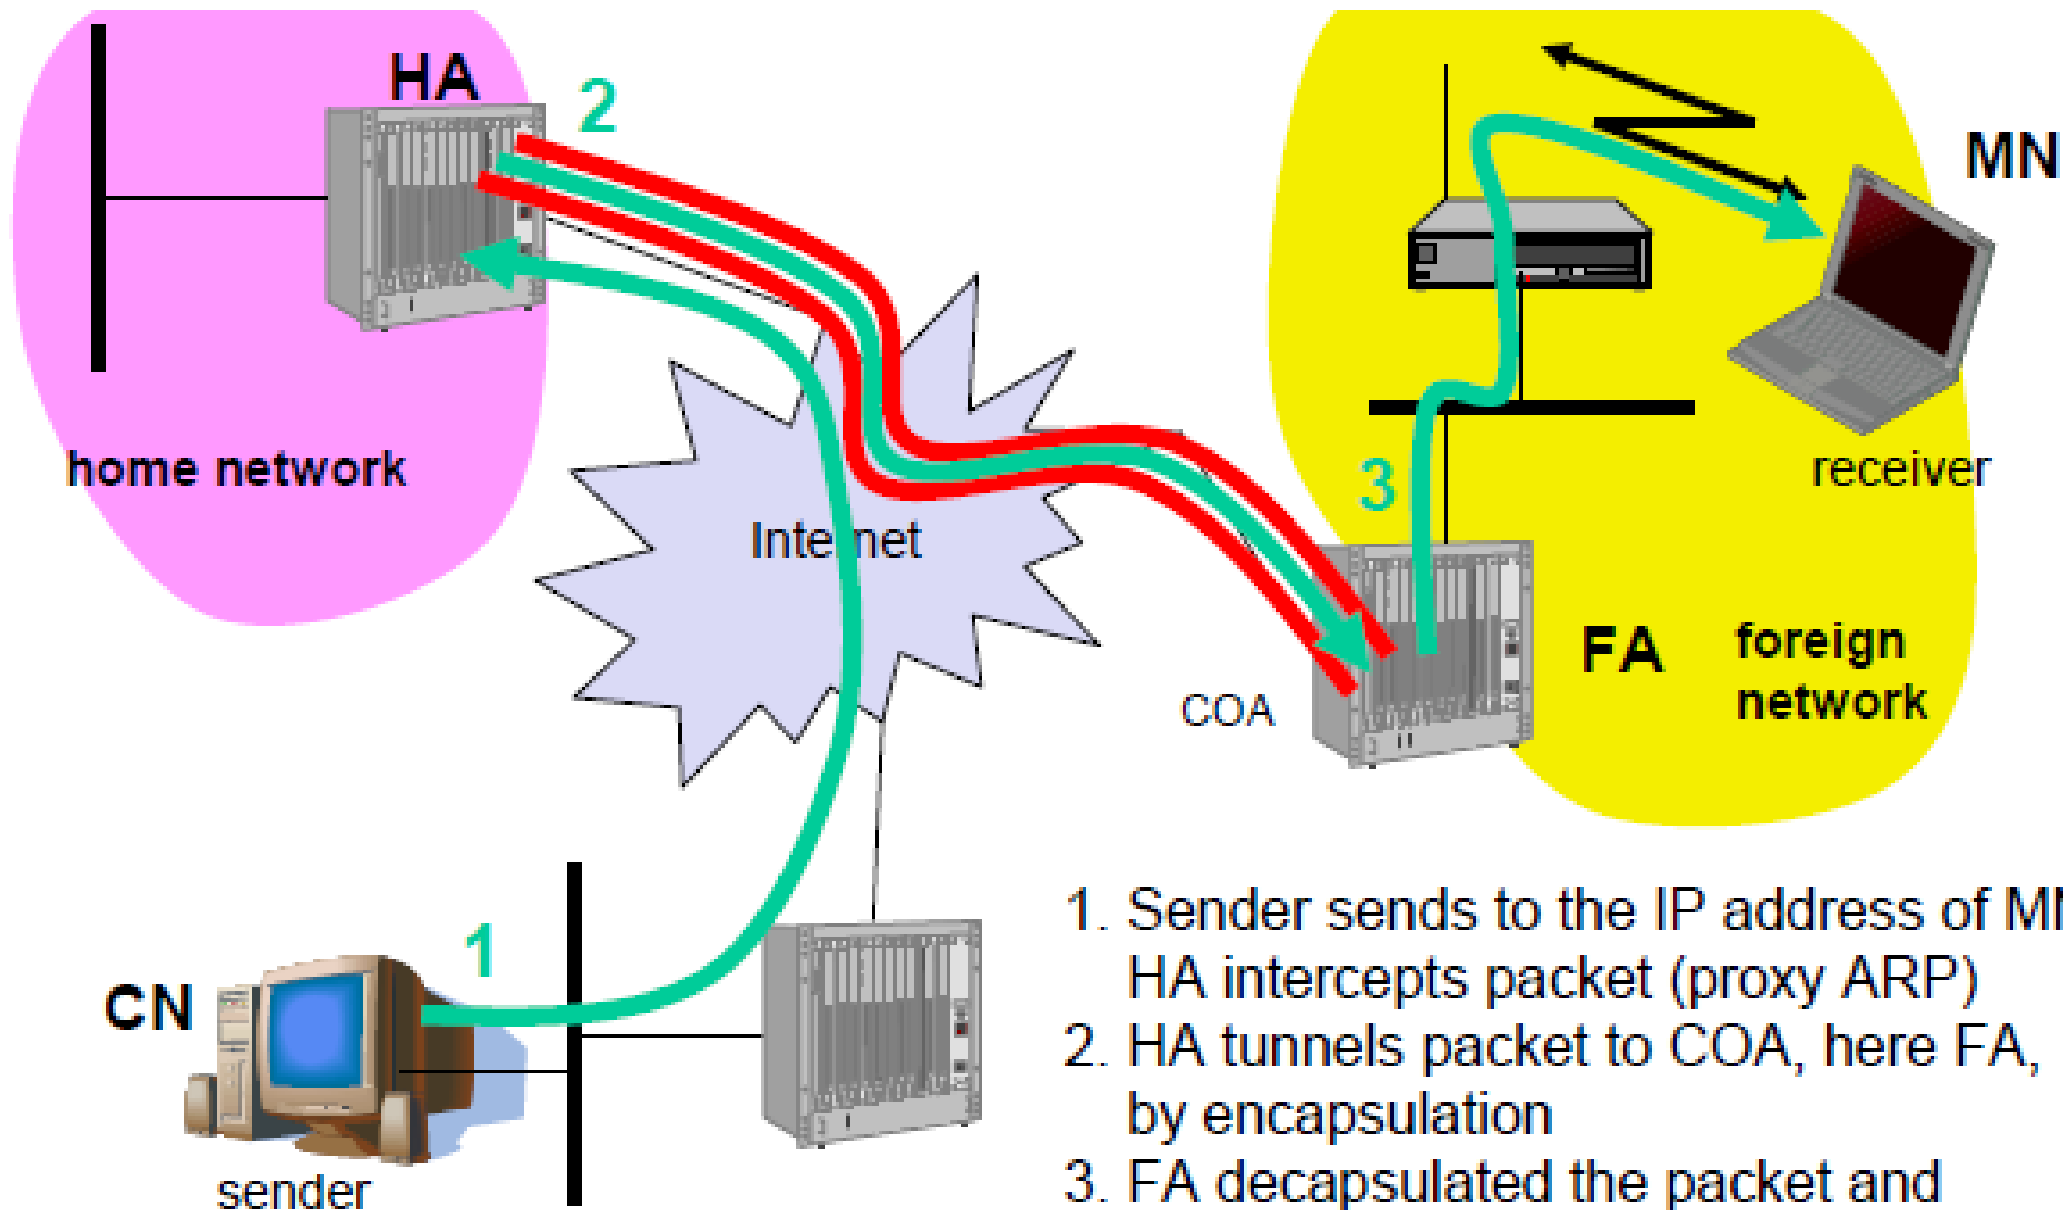 HA
2
MN
home network
receiver
3
Internet
FA
foreign
network
COA
1
CN
sender
1. Sender sends to the IP address of MN
HA intercepts packet (proxy ARP)
2. HA tunnels packet to COA, here FA,
by encapsulation
3. FA decapsulated the packet and